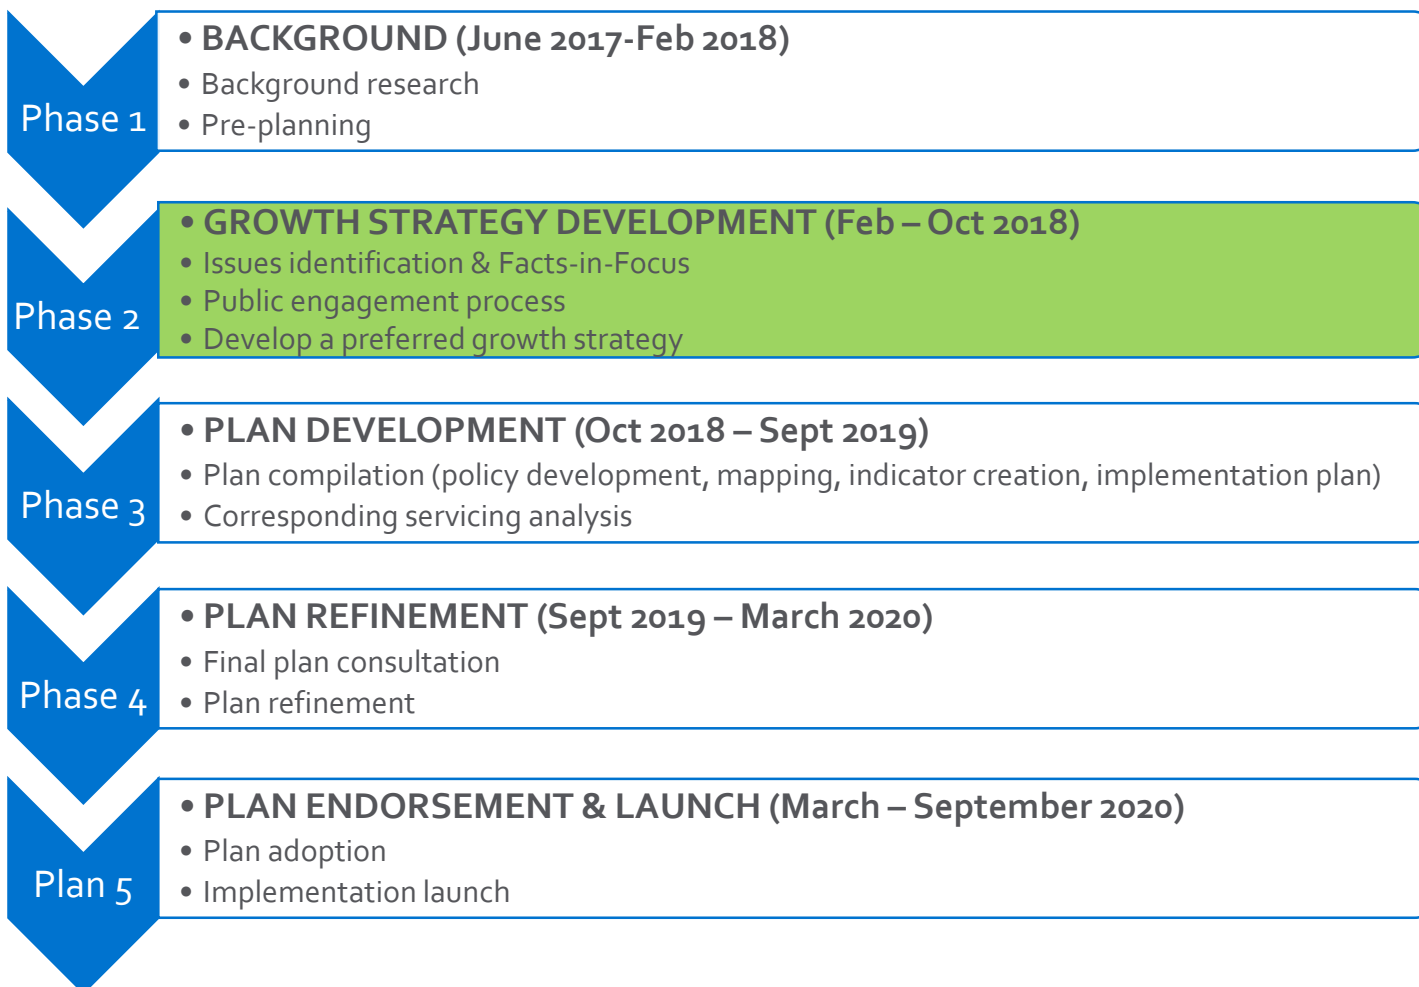 Phase 1
• BACKGROUND (June 2017-Feb 2018)
• Background research
• Pre-planning
Phase 2
• GROWTH STRATEGY DEVELOPMENT (Feb – Oct 2018)
• Issues identification & Facts-in-Focus
• Public engagement process
• Develop a preferred growth strategy
Phase 3
• PLAN DEVELOPMENT (Oct 2018 – Sept 2019)
• Plan compilation (policy development, mapping, indicator creation, implementation plan)
• Corresponding servicing analysis
Phase 4
• PLAN REFINEMENT (Sept 2019 – March 2020)
• Final plan consultation
• Plan refinement
Plan 5
• PLAN ENDORSEMENT & LAUNCH (March – September 2020)
• Plan adoption
• Implementation launch